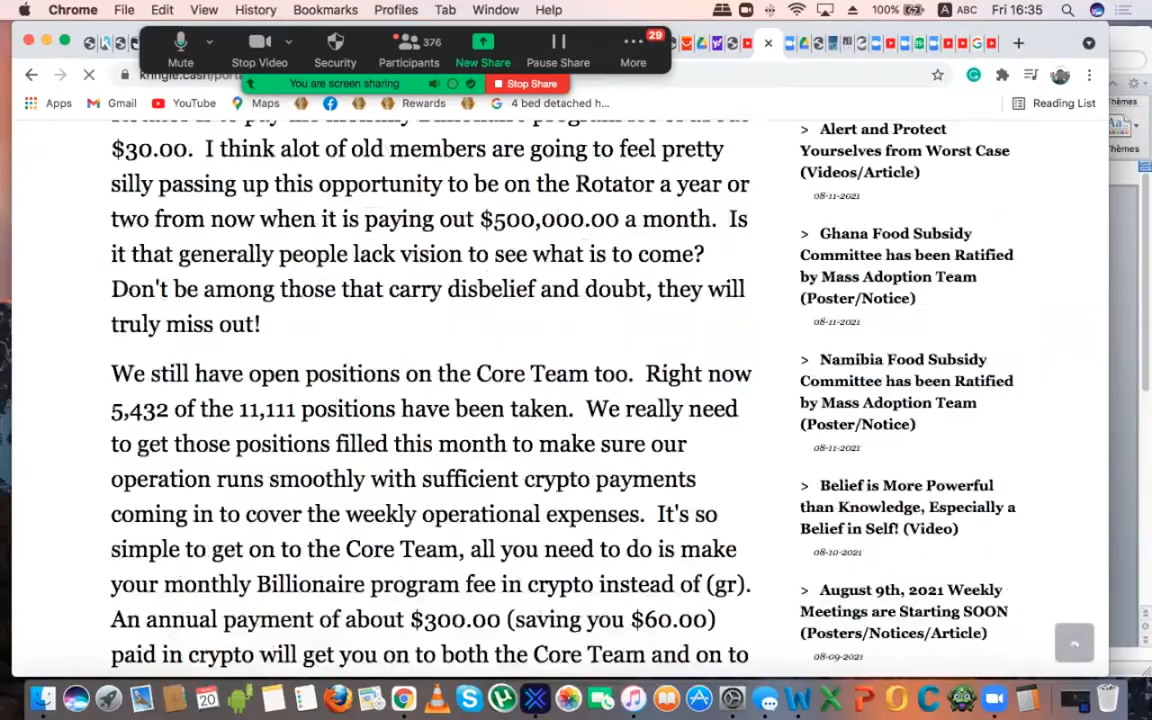 Chrome File Edit View History Bookmarks Profiles Tab Window Help 100% ABC Fri 16:35
Mute Stop Video Security 376 Participants New Share Pause Share 29 More
You are screen sharing Stop Share
Apps Gmail YouTube Maps Rewards 4 bed detached h... Reading List
$30.00. I think alot of old members are going to feel pretty
silly passing up this opportunity to be on the Rotator a year or
two from now when it is paying out $500,000.00 a month. Is
it that generally people lack vision to see what is to come?
Don't be among those that carry disbelief and doubt, they will
truly miss out!
We still have open positions on the Core Team too. Right now
5,432 of the 11,111 positions have been taken. We really need
to get those positions filled this month to make sure our
operation runs smoothly with sufficient crypto payments
coming in to cover the weekly operational expenses. It's so
simple to get on to the Core Team, all you need to do is make
your monthly Billionaire program fee in crypto instead of (gr).
An annual payment of about $300.00 (saving you $60.00)
paid in crypto will get you on to both the Core Team and on to
> Alert and Protect
Yourselves from Worst Case
(Videos/Article)
08-11-2021
> Ghana Food Subsidy
Committee has been Ratified
by Mass Adoption Team
(Poster/Notice)
08-11-2021
> Namibia Food Subsidy
Committee has been Ratified
by Mass Adoption Team
(Poster/Notice)
08-11-2021
> Belief is More Powerful
than Knowledge, Especially a
Belief in Self! (Video)
08-10-2021
> August 9th, 2021 Weekly
Meetings are Starting SOON
(Posters/Notices/Article)
08-09-2021
Thèmes
Aa
Thèmes
20